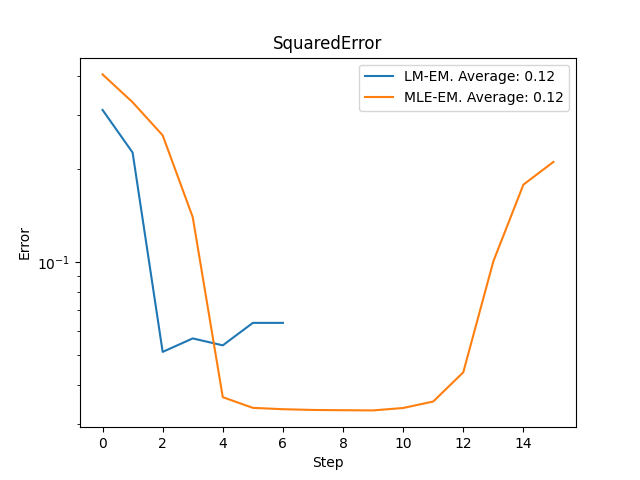 SquaredError
LM-EM. Average: 0.12
MLE-EM. Average: 0.12
Error
10⁻¹
0 2 4 6 8 10 12 14
Step